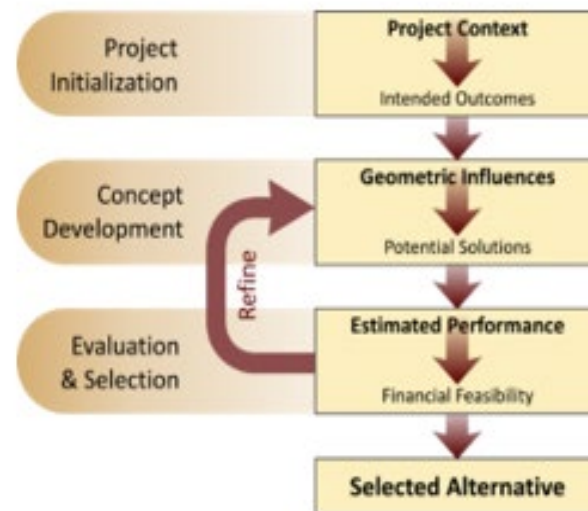 Project
Initialization
Project Context
Intended Outcomes
Concept
Development
Geometric Influences
Potential Solutions
Refine
Evaluation
& Selection
Estimated Performance
Financial Feasibility
Selected Alternative